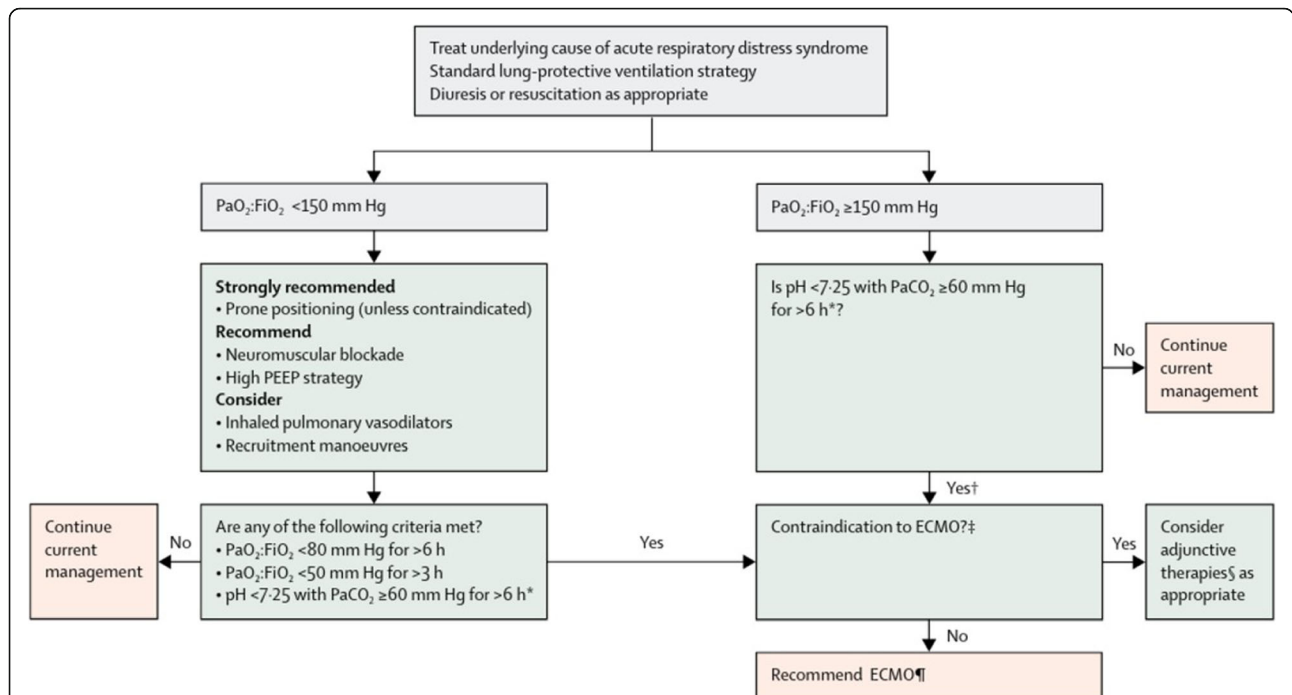 Treat underlying cause of acute respiratory distress syndrome
Standard lung-protective ventilation strategy
Diuresis or resuscitation as appropriate
PaO₂:FiO₂ <150 mm Hg
PaO₂:FiO₂ ≥150 mm Hg
Strongly recommended
• Prone positioning (unless contraindicated)
Recommend
• Neuromuscular blockade
• High PEEP strategy
Consider
• Inhaled pulmonary vasodilators
• Recruitment manoeuvres
Is pH <7·25 with PaCO₂ ≥60 mm Hg
for >6 h*?
No
Continue
current
management
Yes†
Continue
current
management
No
Are any of the following criteria met?
• PaO₂:FiO₂ <80 mm Hg for >6 h
• PaO₂:FiO₂ <50 mm Hg for >3 h
• pH <7·25 with PaCO₂ ≥60 mm Hg for >6 h*
Yes
Contraindication to ECMO?‡
Yes
Consider
adjunctive
therapies§ as
appropriate
No
Recommend ECMO¶